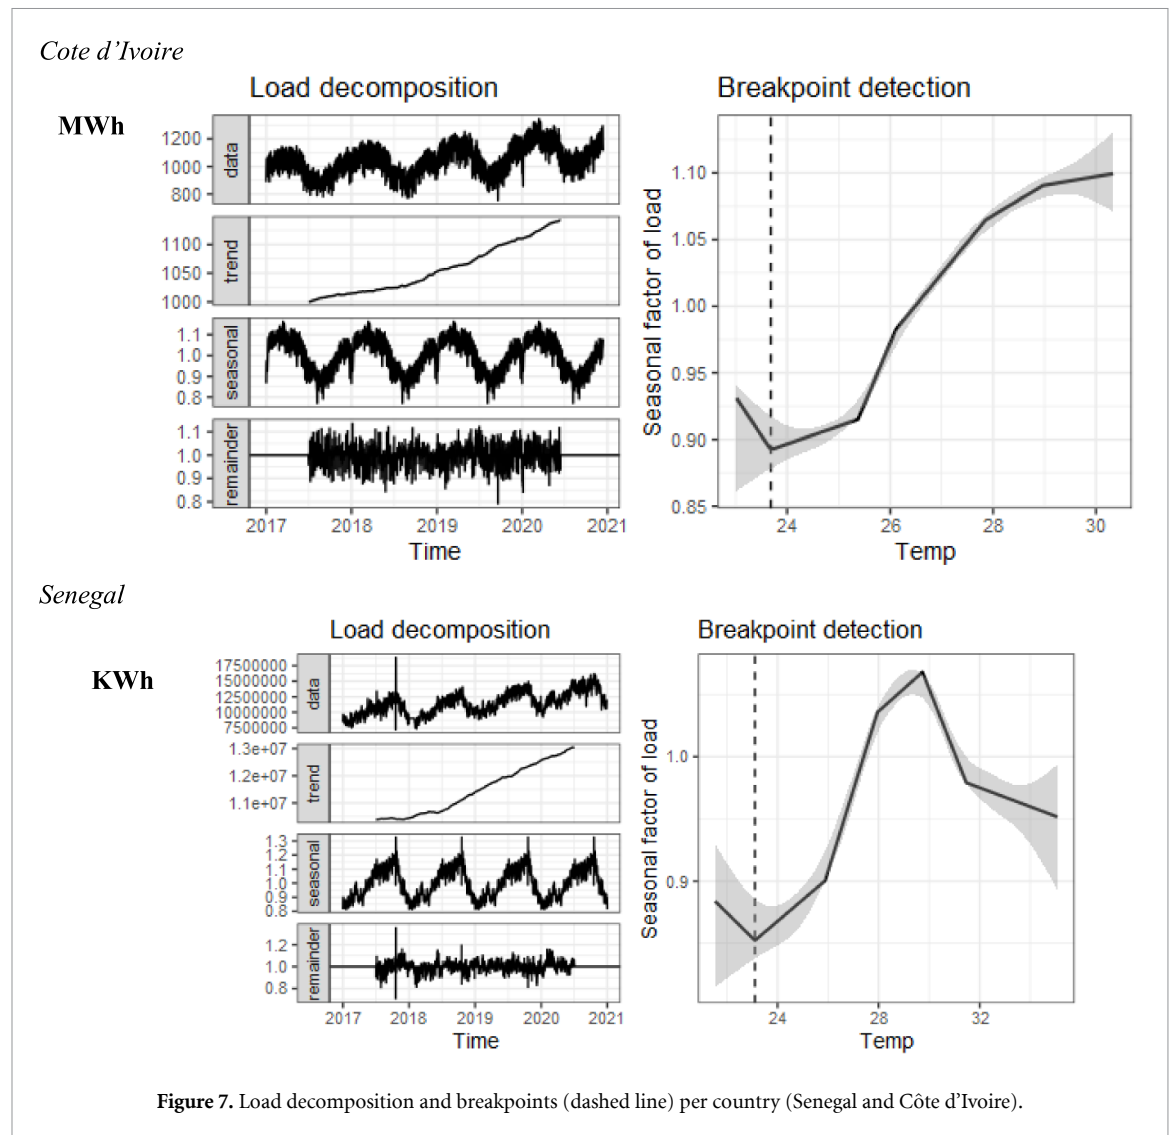 Cote d'Ivoire
Load decomposition
Breakpoint detection
MWh
data
1200
1000
800
trend
1100
1050
1000
seasonal
1.1
1.0
0.9
0.8
remainder
1.1
1.0
0.9
0.8
2017 2018 2019 2020 2021
Time
Seasonal factor of load
1.10
1.05
1.00
0.95
0.90
0.85
24 26 28 30
Temp
Senegal
Load decomposition
Breakpoint detection
KWh
data
17500000
15000000
12500000
10000000
7500000
trend
1.3e+07
1.2e+07
1.1e+07
seasonal
1.3
1.2
1.1
1.0
0.9
0.8
remainder
1.2
1.0
0.8
2017 2018 2019 2020 2021
Time
Seasonal factor of load
1.0
0.9
24 28 32
Temp
Figure 7. Load decomposition and breakpoints (dashed line) per country (Senegal and Côte d'Ivoire).